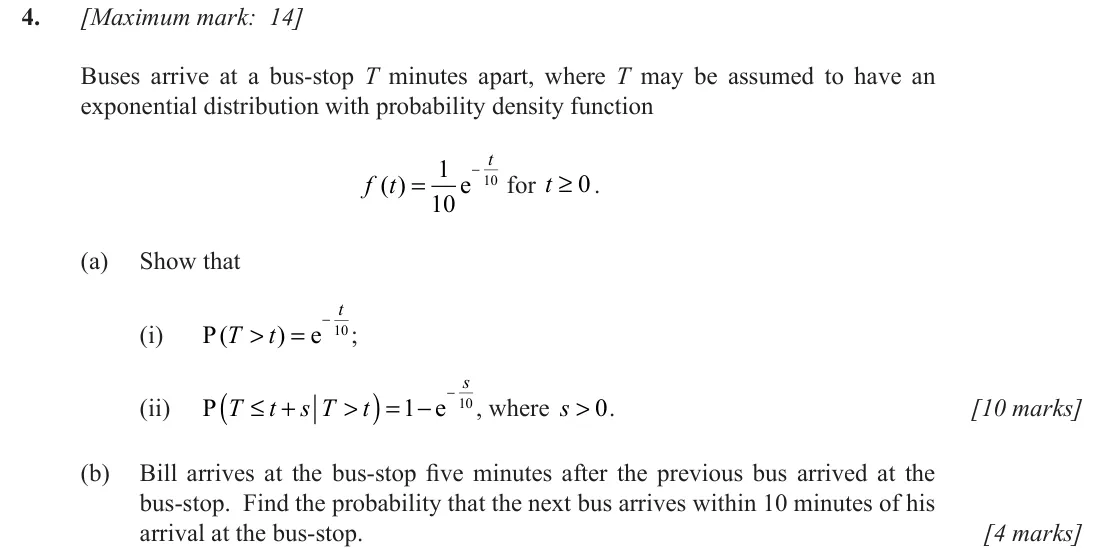 4. [Maximum mark: 14]
Buses arrive at a bus-stop T minutes apart, where T may be assumed to have an
exponential distribution with probability density function
f(t) = \frac{1}{10} e^{-\frac{t}{10}} for t ≥ 0.
(a) Show that
(i) P(T > t) = e^{-\frac{t}{10}};
(ii) P(T ≤ t + s | T > t) = 1 − e^{-\frac{s}{10}}, where s > 0. [10 marks]
(b) Bill arrives at the bus-stop five minutes after the previous bus arrived at the
bus-stop. Find the probability that the next bus arrives within 10 minutes of his
arrival at the bus-stop. [4 marks]